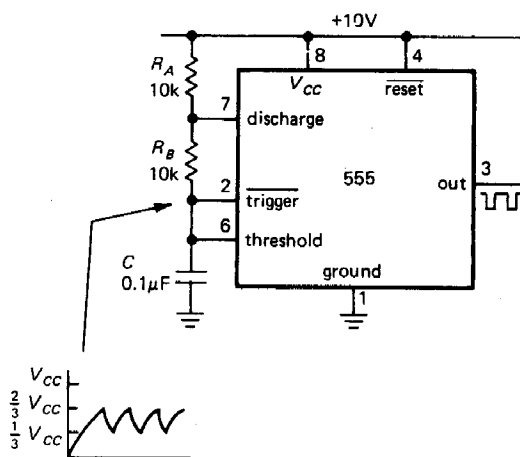 +10V
8
4
R_A
10k
V_CC
reset
7
discharge
R_B
10k
555
3
2
trigger
out
6
threshold
C
0.1µF
ground
1
V_CC
2/3 V_CC
1/3 V_CC